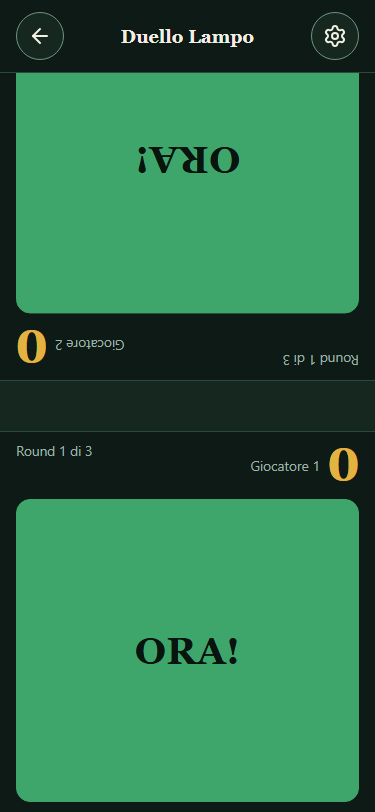 Duello Lampo
ORA!
0 Giocatore 2
Round 1 di 3
Round 1 di 3
Giocatore 1 0
ORA!